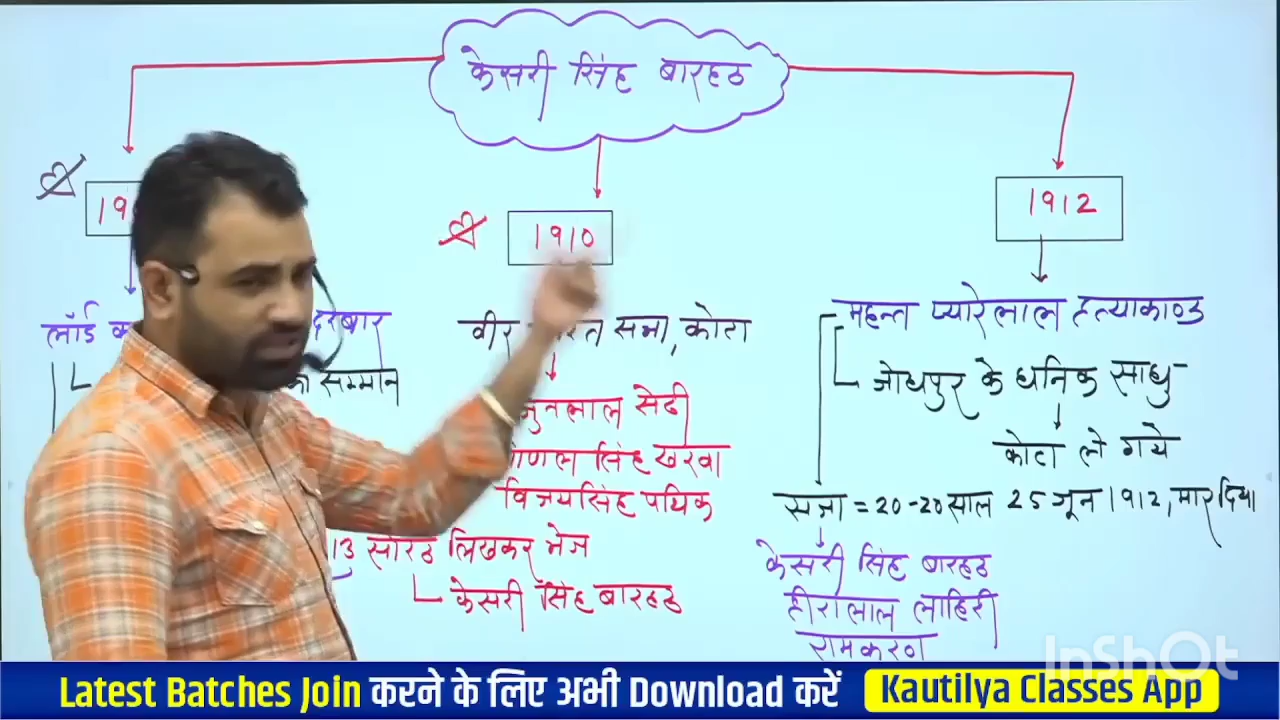 केसरी सिंह बारहठ
19
1910
1912
लॉर्ड क दरबार
का सम्मान
वीर भारत सभा, कोटा
र्जुनलाल सेठी
गोपाल सिंह खरवा
विजयसिंह पथिक
13 सोरठ लिखकर भेज
केसरी सिंह बारहठ
महन्त प्यारेलाल हत्याकाण्ड
जोधपुर के धनिक साधु
कोटा ले गये
सजा = 20-20 साल 25 जून 1912, मार दिया
केसरी सिंह बारहठ
हीरालाल लाहिरी
रामकरण
InShOt
Latest Batches Join करने के लिए अभी Download करें Kautilya Classes App